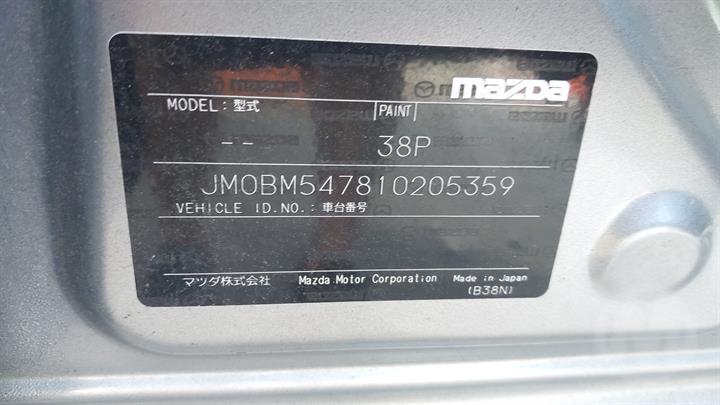 mazda
MODEL: 型式 PAINT
-- 38P
JM0BM547810205359
VEHICLE ID.NO.: 車台番号
マツダ株式会社 Mazda Motor Corporation Made in Japan
(B38N)